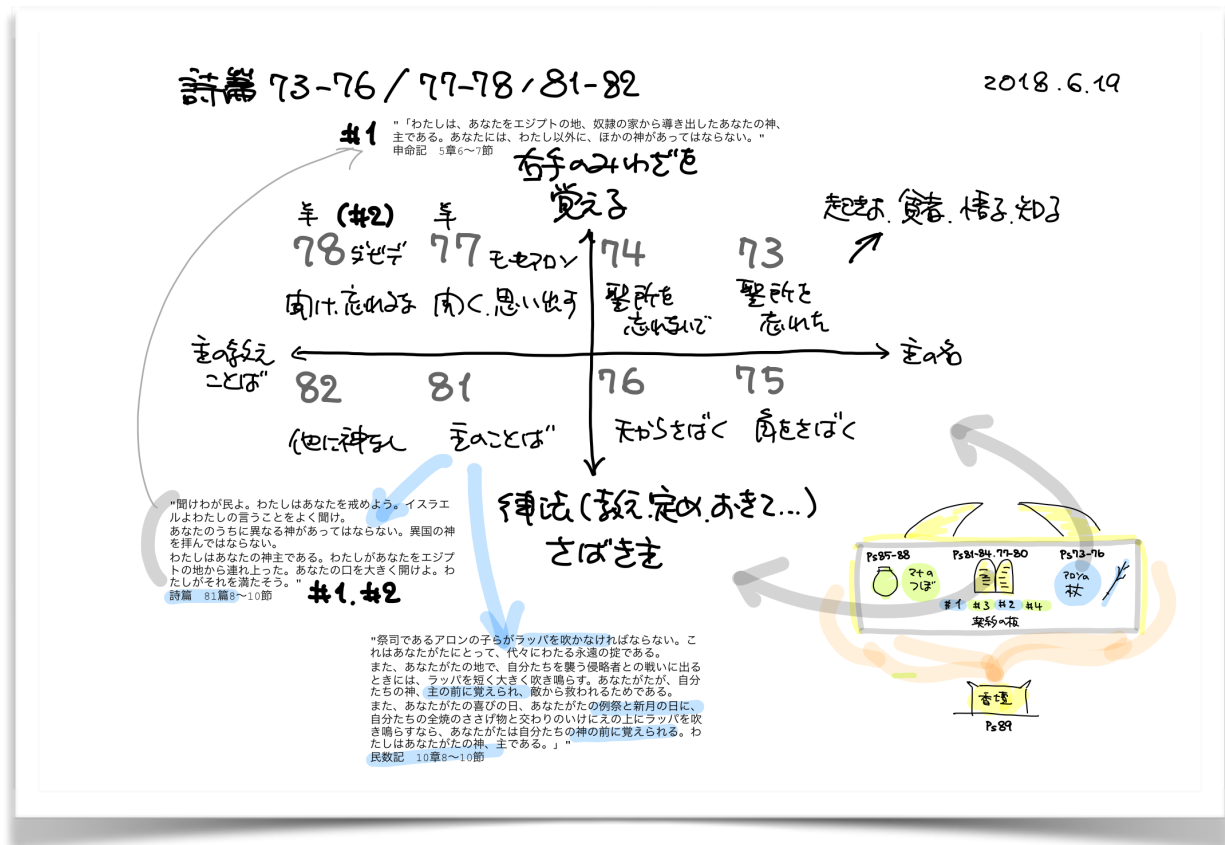 詩篇 73-76 / 77-78 / 81-82
2018.6.19
#1
"「わたしは、あなたをエジプトの地、奴隷の家から導き出したあなたの神、
主である。あなたには、わたし以外に、ほかの神があってはならない。"
申命記　5章6〜7節
右手のみわざを
覚える
起きよ、貧者、悟る、知る
羊 (#2)
羊
78 ダビデ
77 モーセアロン
74
73
聞け、忘れるな
聞く、思い出す
聖所を
忘れないで
聖所を
忘れた
主の教え
ことば
主の名
82
81
76
75
他に神なし
主のことば
天からさばく
角をさばく
律法(教え、定め、おきて...)
さばき主
"聞けわが民よ。わたしはあなたを戒めよう。イスラエ
ルよわたしの言うことをよく聞け。
あなたのうちに異なる神があってはならない。異国の神
を拝んではならない。
わたしはあなたの神主である。わたしがあなたをエジプ
トの地から連れ上った。あなたの口を大きく開けよ。わ
たしがそれを満たそう。"
詩篇　81篇8〜10節
#1. #2
"祭司であるアロンの子らがラッパを吹かなければならない。こ
れはあなたがたにとって、代々にわたる永遠の掟である。
また、あなたがたの地で、自分たちを襲う侵略者との戦いに出る
ときには、ラッパを短く大きく吹き鳴らす。あなたがたが、自分
たちの神、主の前に覚えられ、敵から救われるためである。
また、あなたがたの喜びの日、あなたがたの例祭と新月の日に、
自分たちの全焼のささげ物と交わりのいけにえの上にラッパを吹
き鳴らすなら、あなたがたは自分たちの神の前に覚えられる。わ
たしはあなたがたの神、主である。」"
民数記　10章8〜10節
Ps85-88
Ps81-84.77-80
Ps73-76
マナの
つぼ
アロンの
杖
#1 #3 #2 #4
契約の板
香壇
Ps89